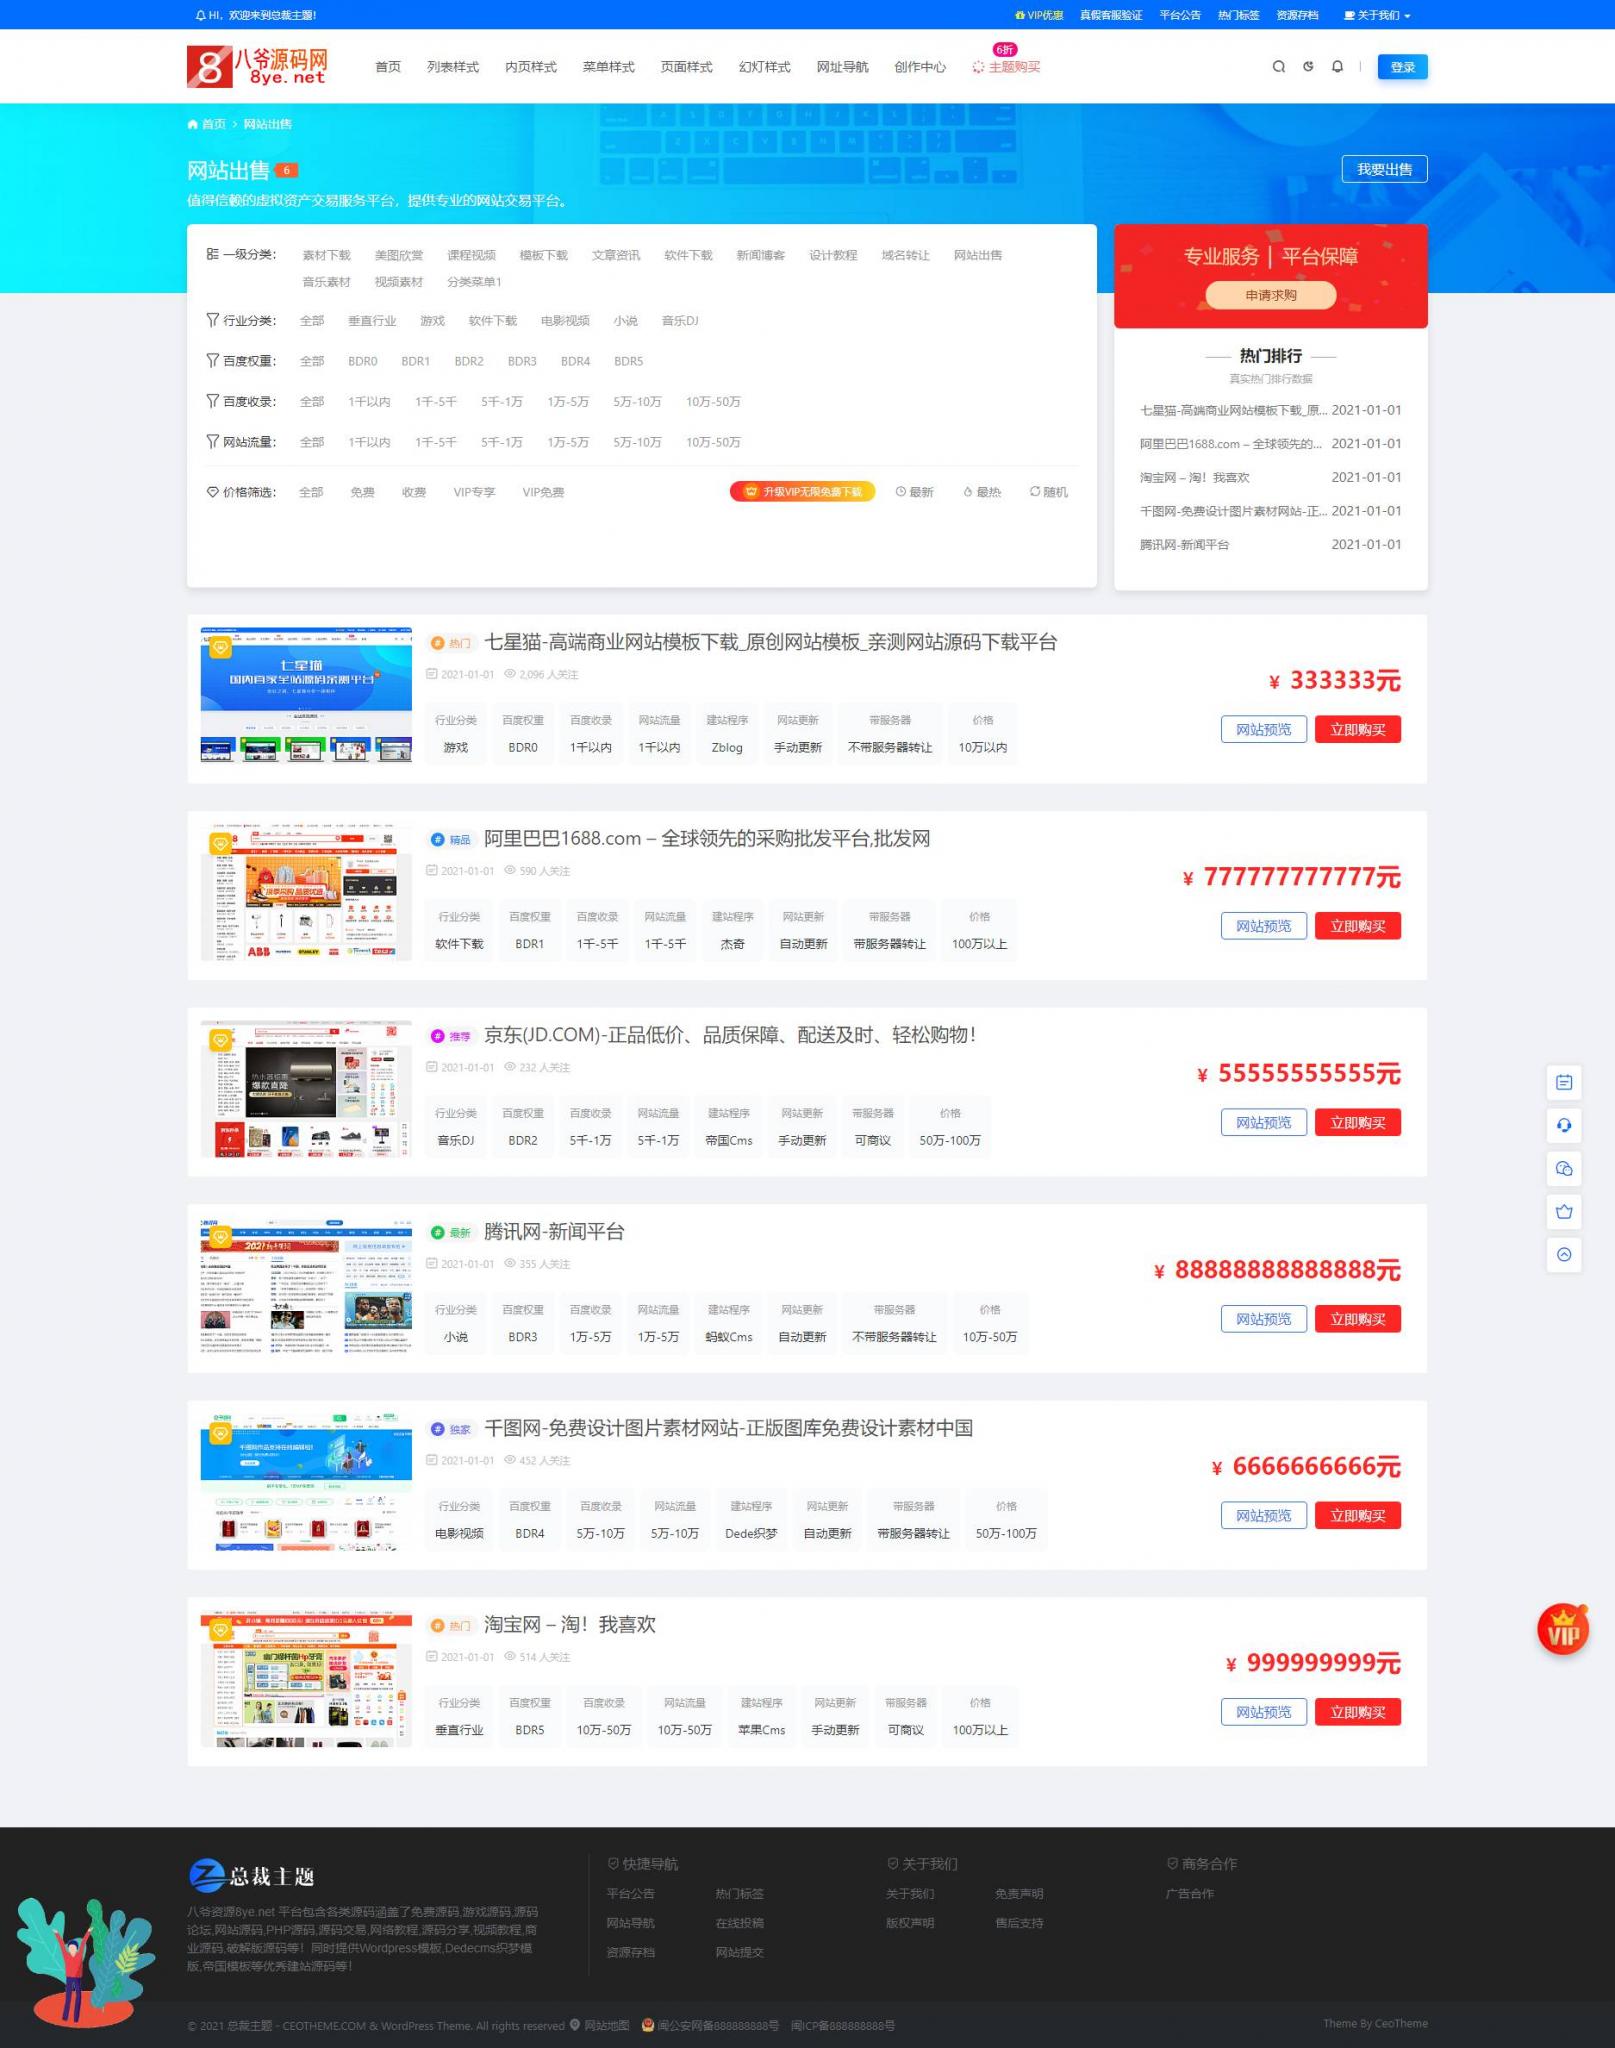 HI，欢迎来到总裁主题！
VIP优惠 真假客服验证 平台公告 热门标签 资源存档 关于我们
8 八爷源码网
8ye.net
首页 列表样式 内页样式 菜单样式 页面样式 幻灯样式 网址导航 创作中心 主题购买 6折
登录
首页 > 网站出售
网站出售 6
我要出售
值得信赖的虚拟资产交易服务平台，提供专业的网站交易平台。
一级分类： 素材下载 美图欣赏 课程视频 模板下载 文章资讯 软件下载 新闻博客 设计教程 域名转让 网站出售
音乐素材 视频素材 分类菜单1
行业分类： 全部 垂直行业 游戏 软件下载 电影视频 小说 音乐DJ
百度权重： 全部 BDR0 BDR1 BDR2 BDR3 BDR4 BDR5
百度收录： 全部 1千以内 1千-5千 5千-1万 1万-5万 5万-10万 10万-50万
网站流量： 全部 1千以内 1千-5千 5千-1万 1万-5万 5万-10万 10万-50万
价格筛选： 全部 免费 收费 VIP专享 VIP免费 升级VIP无限免费下载 最新 最热 随机
专业服务 | 平台保障
申请求购
热门排行
真实热门排行数据
七星猫-高端商业网站模板下载_原... 2021-01-01
阿里巴巴1688.com – 全球领先的... 2021-01-01
淘宝网 – 淘！我喜欢 2021-01-01
千图网-免费设计图片素材网站-正... 2021-01-01
腾讯网-新闻平台 2021-01-01
七星猫
国内首家全站源码亲测平台
# 热门 七星猫-高端商业网站模板下载_原创网站模板_亲测网站源码下载平台
2021-01-01 2,096 人关注
¥ 333333元
行业分类 百度权重 百度收录 网站流量 建站程序 网站更新 带服务器 价格
游戏 BDR0 1千以内 1千以内 Zblog 手动更新 不带服务器转让 10万以内
网站预览 立即购买
# 精品 阿里巴巴1688.com – 全球领先的采购批发平台,批发网
2021-01-01 590 人关注
¥ 777777777777元
行业分类 百度权重 百度收录 网站流量 建站程序 网站更新 带服务器 价格
软件下载 BDR1 1千-5千 1千-5千 杰奇 自动更新 带服务器转让 100万以上
网站预览 立即购买
ABB
# 推荐 京东(JD.COM)-正品低价、品质保障、配送及时、轻松购物！
2021-01-01 232 人关注
¥ 55555555555元
行业分类 百度权重 百度收录 网站流量 建站程序 网站更新 带服务器 价格
音乐DJ BDR2 5千-1万 5千-1万 帝国Cms 手动更新 可商议 50万-100万
网站预览 立即购买
# 最新 腾讯网-新闻平台
2021-01-01 355 人关注
¥ 88888888888888元
行业分类 百度权重 百度收录 网站流量 建站程序 网站更新 带服务器 价格
小说 BDR3 1万-5万 1万-5万 蚂蚁Cms 自动更新 不带服务器转让 10万-50万
网站预览 立即购买
# 独家 千图网-免费设计图片素材网站-正版图库免费设计素材中国
2021-01-01 452 人关注
¥ 6666666666元
行业分类 百度权重 百度收录 网站流量 建站程序 网站更新 带服务器 价格
电影视频 BDR4 5万-10万 5万-10万 Dede织梦 自动更新 带服务器转让 50万-100万
网站预览 立即购买
# 热门 淘宝网 – 淘！我喜欢
2021-01-01 514 人关注
¥ 999999999元
行业分类 百度权重 百度收录 网站流量 建站程序 网站更新 带服务器 价格
垂直行业 BDR5 10万-50万 10万-50万 苹果Cms 手动更新 可商议 100万以上
网站预览 立即购买
VIP
总裁主题
八爷资源8ye.net 平台包含各类源码涵盖了免费源码,游戏源码,源码
论坛,网站源码,PHP源码,源码交易,网络教程,源码分享,视频教程,商
业源码,破解版源码等！同时提供Wordpress模板,Dedecms织梦模
版,帝国模板等优秀建站源码等！
快捷导航
平台公告 热门标签
网站导航 在线投稿
资源存档 网站提交
关于我们
关于我们 免责声明
版权声明 售后支持
商务合作
广告合作
© 2021 总裁主题 - CEOTHEME.COM & WordPress Theme. All rights reserved 网站地图 闽公安网备888888888号 闽ICP备888888888号
Theme By CeoTheme